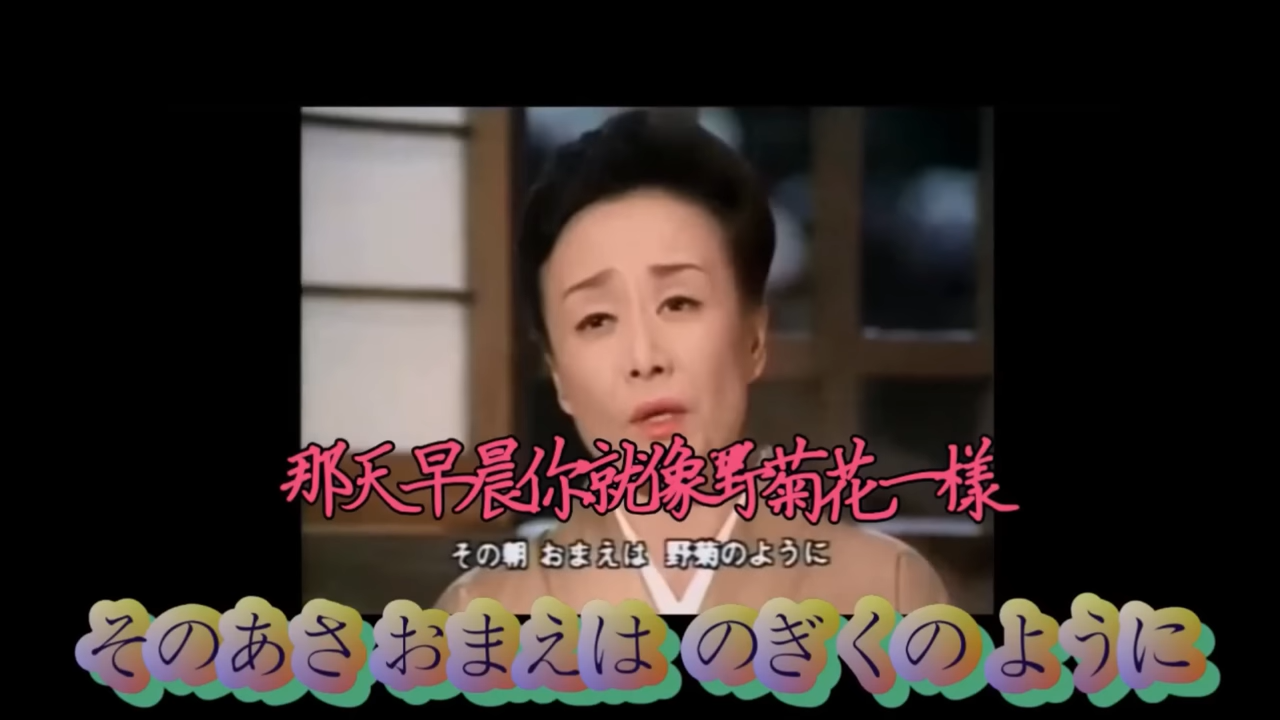 那天早晨你就像野菊花一樣
その朝 おまえは 野菊のように
そのあさ おまえは のぎくの ように